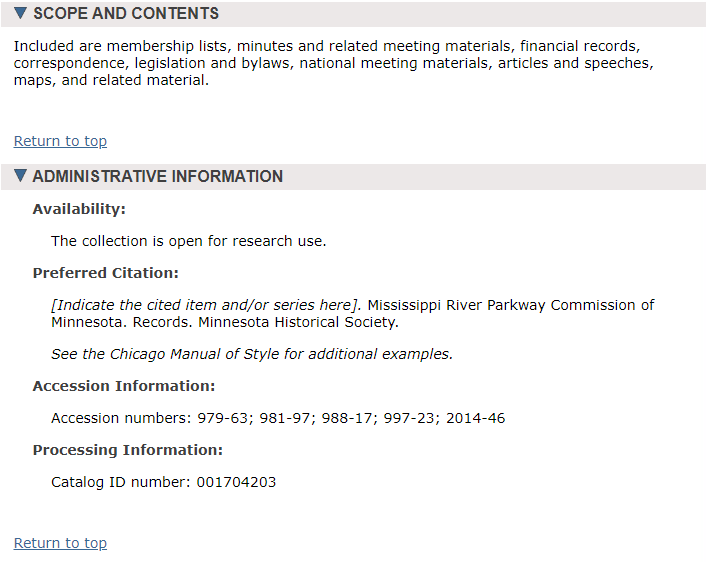 SCOPE AND CONTENTS
Included are membership lists, minutes and related meeting materials, financial records,
correspondence, legislation and bylaws, national meeting materials, articles and speeches,
maps, and related material.
Return to top
ADMINISTRATIVE INFORMATION
Availability:
The collection is open for research use.
Preferred Citation:
[Indicate the cited item and/or series here]. Mississippi River Parkway Commission of
Minnesota. Records. Minnesota Historical Society.
See the Chicago Manual of Style for additional examples.
Accession Information:
Accession numbers: 979-63; 981-97; 988-17; 997-23; 2014-46
Processing Information:
Catalog ID number: 001704203
Return to top